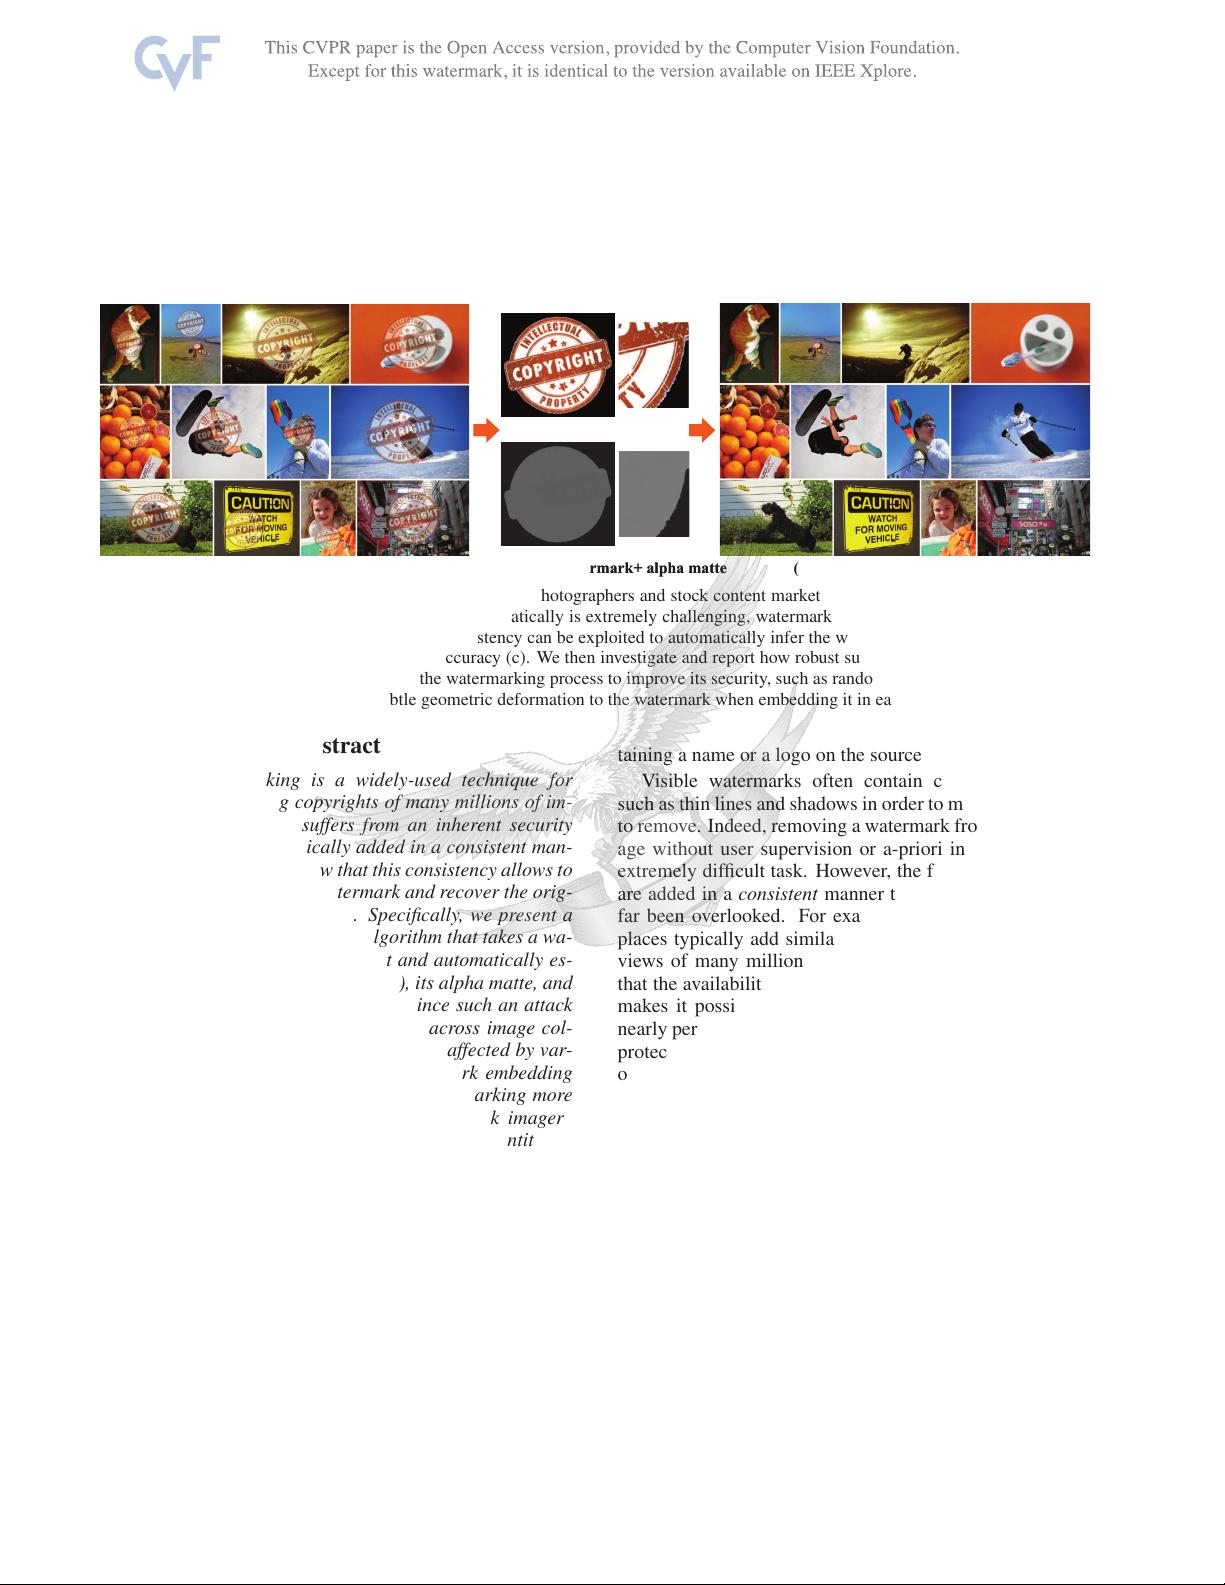 CVF
This CVPR paper is the Open Access version, provided by the Computer Vision Foundation.
Except for this watermark, it is identical to the version available on IEEE Xplore.
INTELLECTUAL
COPYRIGHT
PROPERTY
TY
CAUTION
WATCH
FOR MOVING
VEHICLE
CAUTION
WATCH
FOR MOVING
VEHICLE
rmark+ alpha matte (
hotographers and stock content market
atically is extremely challenging, watermark
stency can be exploited to automatically infer the w
ccuracy (c). We then investigate and report how robust su
the watermarking process to improve its security, such as rando
btle geometric deformation to the watermark when embedding it in ea
stract
king is a widely-used technique for
g copyrights of many millions of im-
suffers from an inherent security
ically added in a consistent man-
w that this consistency allows to
termark and recover the orig-
. Specifically, we present a
lgorithm that takes a wa-
t and automatically es-
), its alpha matte, and
ince such an attack
across image col-
affected by var-
rk embedding
arking more
k imager
ntit
taining a name or a logo on the source
Visible watermarks often contain c
such as thin lines and shadows in order to m
to remove. Indeed, removing a watermark fro
age without user supervision or a-priori in
extremely difficult task. However, the f
are added in a consistent manner t
far been overlooked. For exa
places typically add simila
views of many million
that the availabilit
makes it possi
nearly per
protec
o